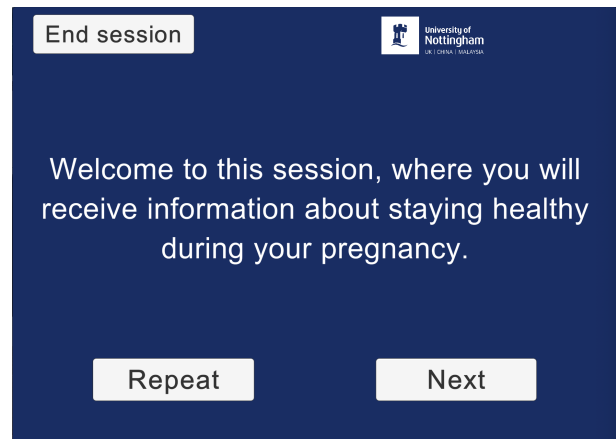 End session
University of
Nottingham
UK | CHINA | MALAYSIA
Welcome to this session, where you will
receive information about staying healthy
during your pregnancy.
Repeat
Next